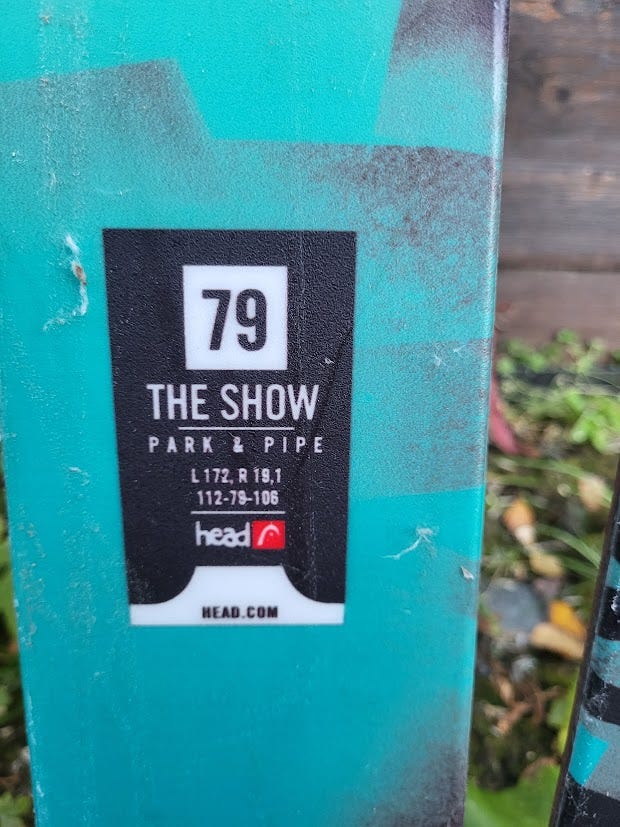 79
THE SHOW
PARK & PIPE
L 172, R 19,1
112-79-106
head
HEAD.COM